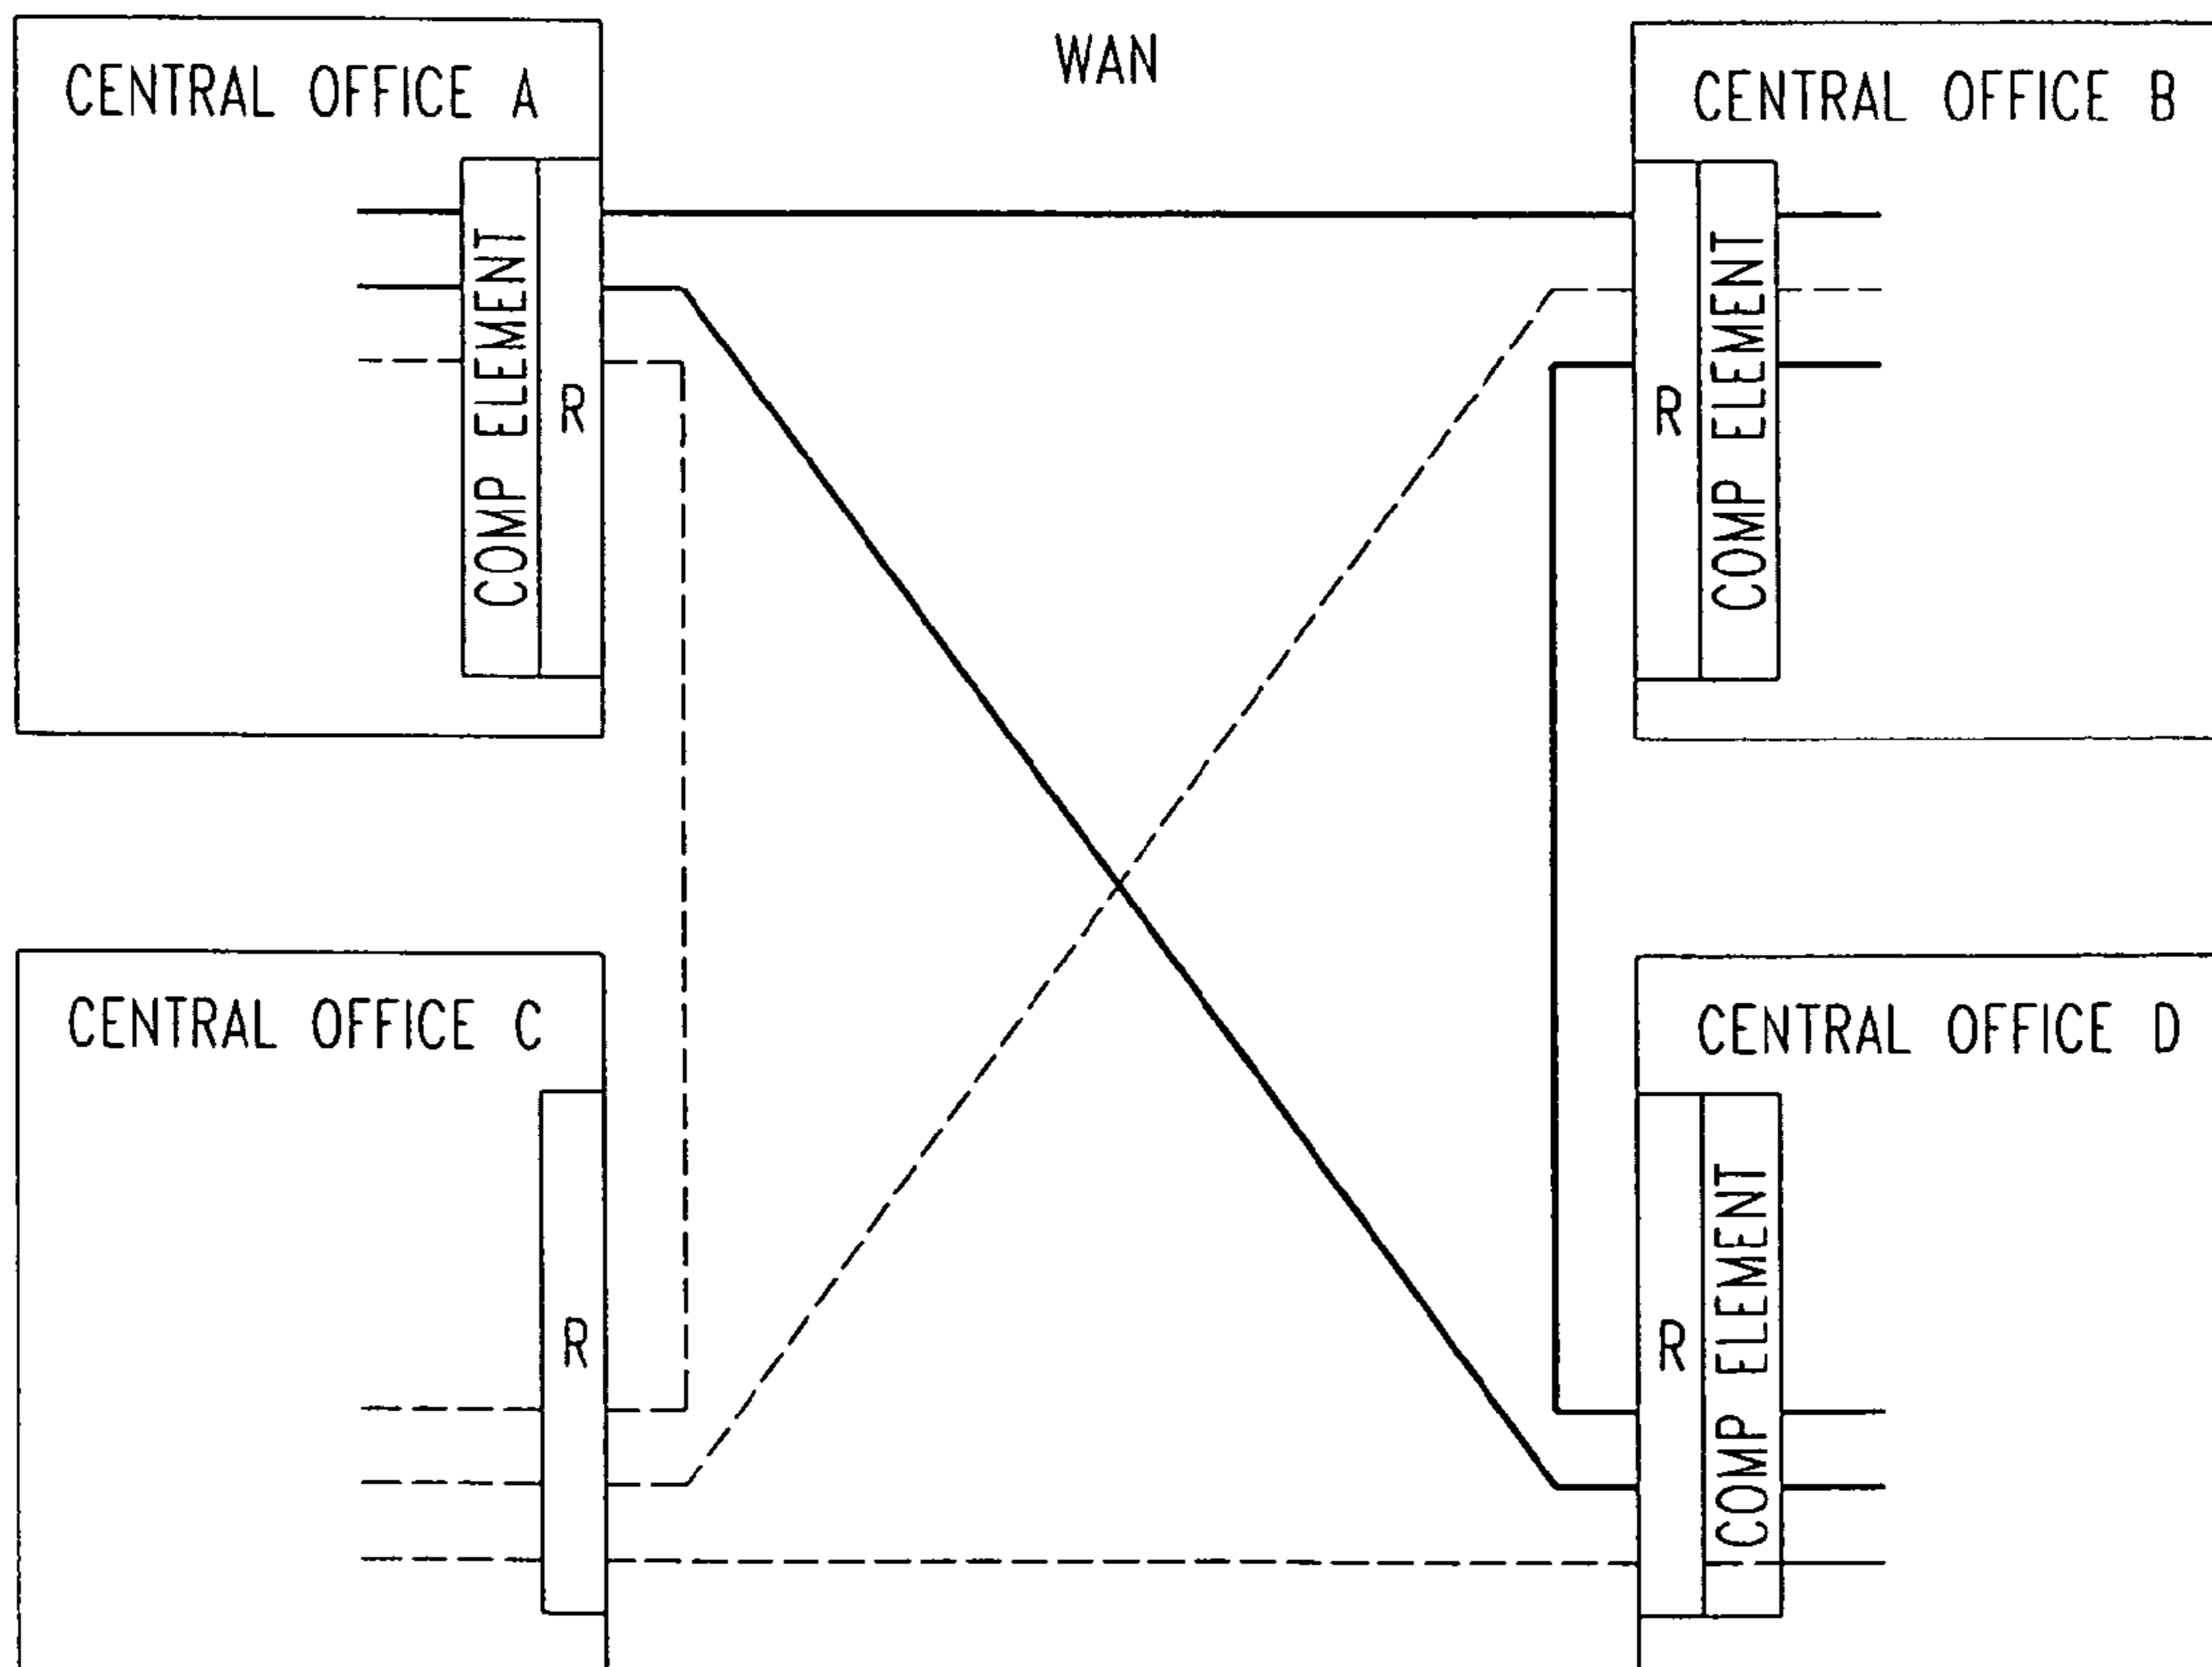 WAN
CENTRAL OFFICE A
COMP ELEMENT
R
CENTRAL OFFICE B
R
COMP ELEMENT
CENTRAL OFFICE C
R
CENTRAL OFFICE D
R
COMP ELEMENT